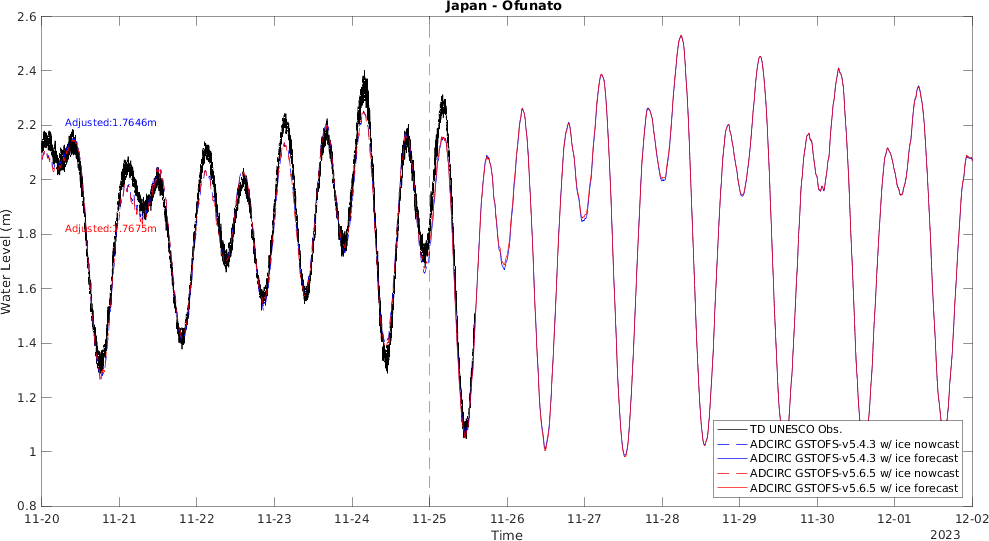 Japan - Ofunato
2.6
2.4
2.2
2
1.8
1.6
1.4
1.2
1
0.8
Water Level (m)
Adjusted:1.7646m
Adjusted:1.7675m
TD UNESCO Obs.
ADCIRC GSTOFS-v5.4.3 w/ ice nowcast
ADCIRC GSTOFS-v5.4.3 w/ ice forecast
ADCIRC GSTOFS-v5.6.5 w/ ice nowcast
ADCIRC GSTOFS-v5.6.5 w/ ice forecast
11-20 11-21 11-22 11-23 11-24 11-25 11-26 11-27 11-28 11-29 11-30 12-01 12-02
Time
2023